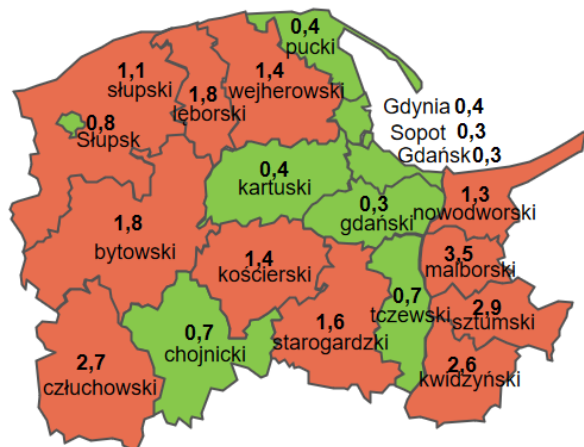 0,4
pucki
1,1
słupski
1,8
lęborski
1,4
wejherowski
Gdynia 0,4
Sopot 0,3
Gdańsk 0,3
0,8
Słupsk
0,4
kartuski
0,3
gdański
1,3
nowodworski
1,8
bytowski
1,4
kościerski
3,5
malborski
0,7
tczewski
2,9
sztumski
0,7
chojnicki
1,6
starogardzki
2,7
człuchowski
2,6
kwidzyński